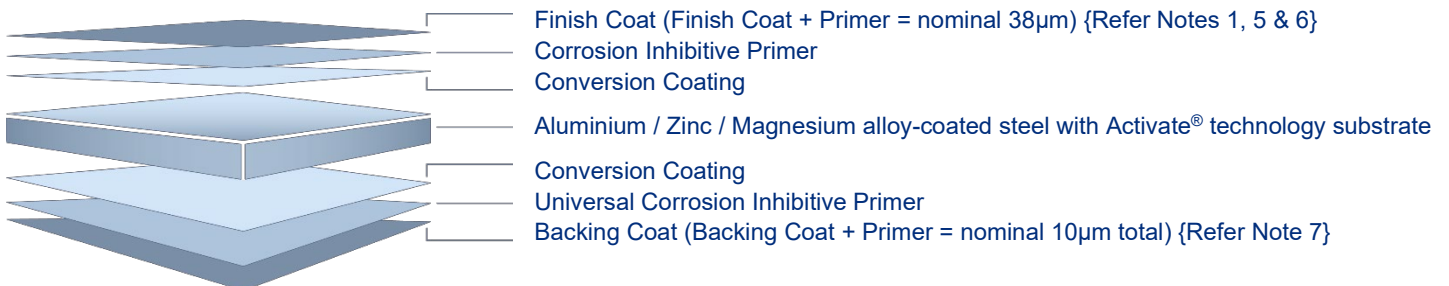 Finish Coat (Finish Coat + Primer = nominal 38µm) {Refer Notes 1, 5 & 6}
Corrosion Inhibitive Primer
Conversion Coating
Aluminium / Zinc / Magnesium alloy-coated steel with Activate® technology substrate
Conversion Coating
Universal Corrosion Inhibitive Primer
Backing Coat (Backing Coat + Primer = nominal 10µm total) {Refer Note 7}